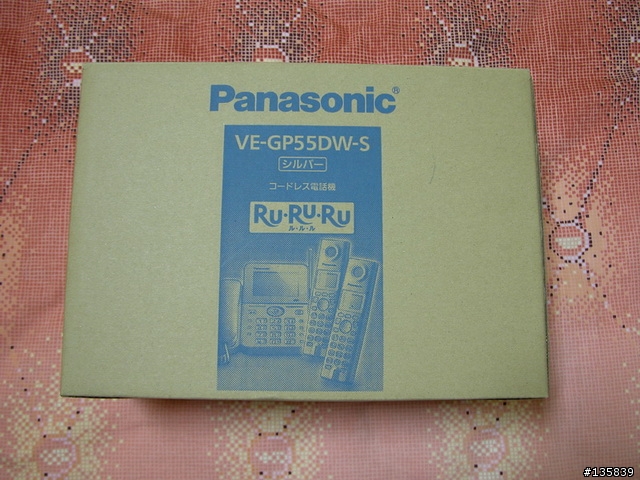 Panasonic®
VE-GP55DW-S
シルバー
コードレス電話機
Ru・Ru・Ru
ル・ル・ル
Panasonic
#135839